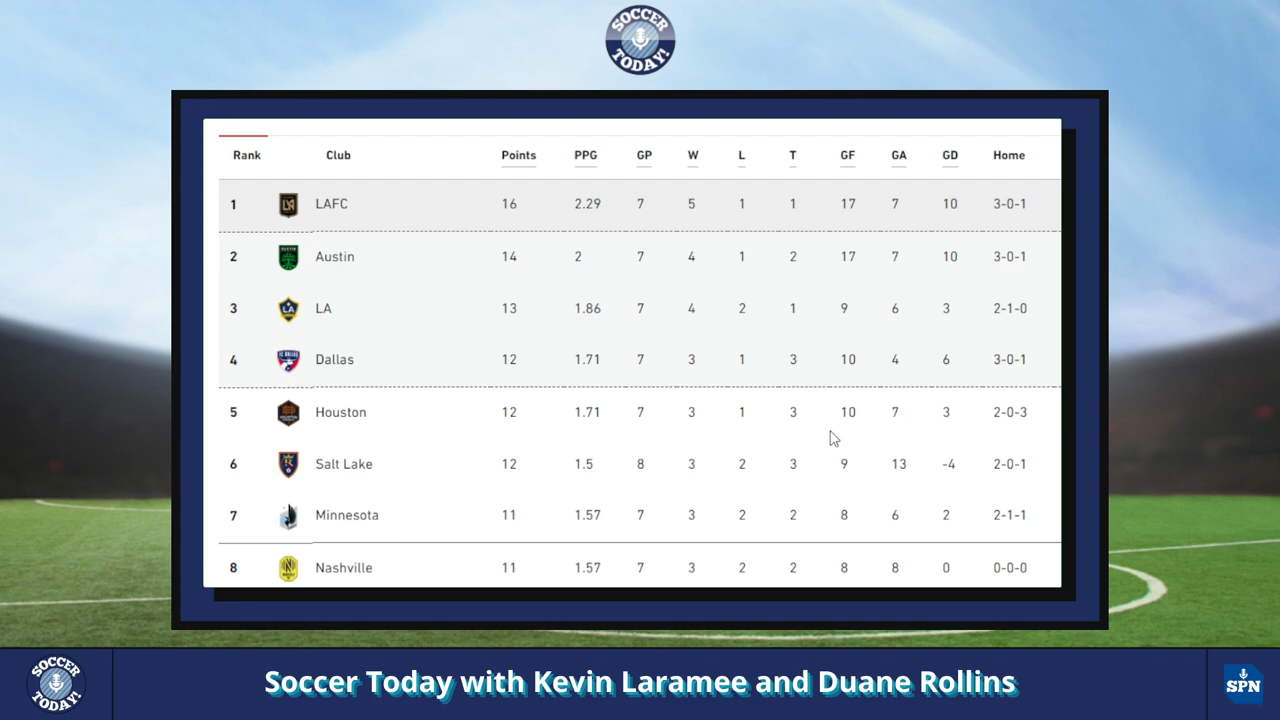 SOCCER
TODAY!
Rank Club Points PPG GP W L T GF GA GD Home
1 LAFC 16 2.29 7 5 1 1 17 7 10 3-0-1
2 Austin 14 2 7 4 1 2 17 7 10 3-0-1
3 LA 13 1.86 7 4 2 1 9 6 3 2-1-0
4 Dallas 12 1.71 7 3 1 3 10 4 6 3-0-1
5 Houston 12 1.71 7 3 1 3 10 7 3 2-0-3
6 Salt Lake 12 1.5 8 3 2 3 9 13 -4 2-0-1
7 Minnesota 11 1.57 7 3 2 2 8 6 2 2-1-1
8 Nashville 11 1.57 7 3 2 2 8 8 0 0-0-0
SOCCER
TODAY!
Soccer Today with Kevin Laramee and Duane Rollins
SPN